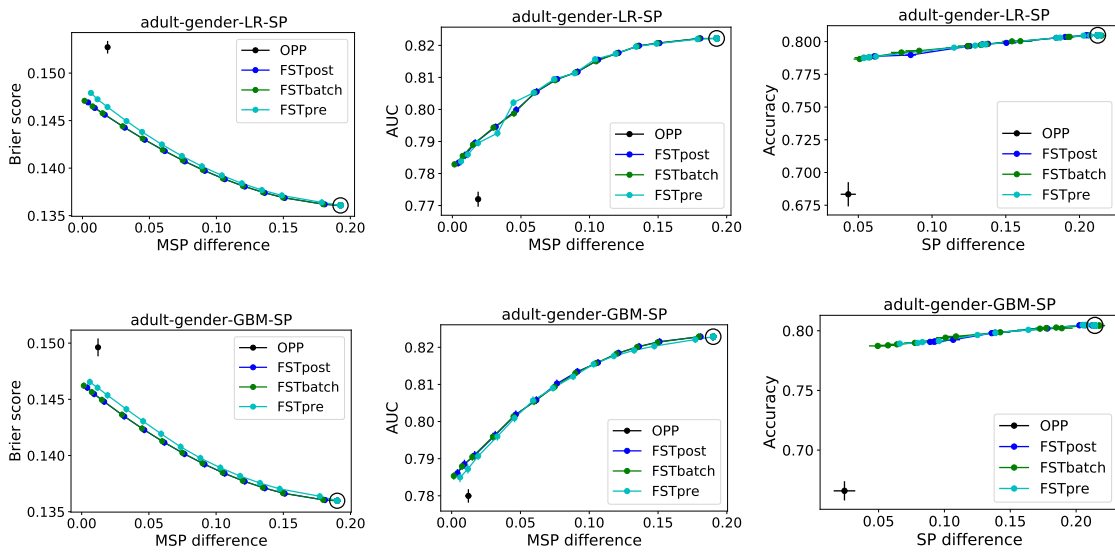 adult-gender-LR-SP
Brier score
0.150
0.145
0.140
0.135
OPP
FSTpost
FSTbatch
FSTpre
0.00 0.05 0.10 0.15 0.20
MSP difference
adult-gender-LR-SP
AUC
0.82
0.81
0.80
0.79
0.78
0.77
OPP
FSTpost
FSTbatch
FSTpre
0.00 0.05 0.10 0.15 0.20
MSP difference
adult-gender-LR-SP
Accuracy
0.800
0.775
0.750
0.725
0.700
0.675
OPP
FSTpost
FSTbatch
FSTpre
0.05 0.10 0.15 0.20
SP difference
adult-gender-GBM-SP
Brier score
0.150
0.145
0.140
0.135
OPP
FSTpost
FSTbatch
FSTpre
0.00 0.05 0.10 0.15 0.20
MSP difference
adult-gender-GBM-SP
AUC
0.82
0.81
0.80
0.79
0.78
OPP
FSTpost
FSTbatch
FSTpre
0.00 0.05 0.10 0.15 0.20
MSP difference
adult-gender-GBM-SP
Accuracy
0.80
0.75
0.70
OPP
FSTpost
FSTbatch
FSTpre
0.05 0.10 0.15 0.20
SP difference